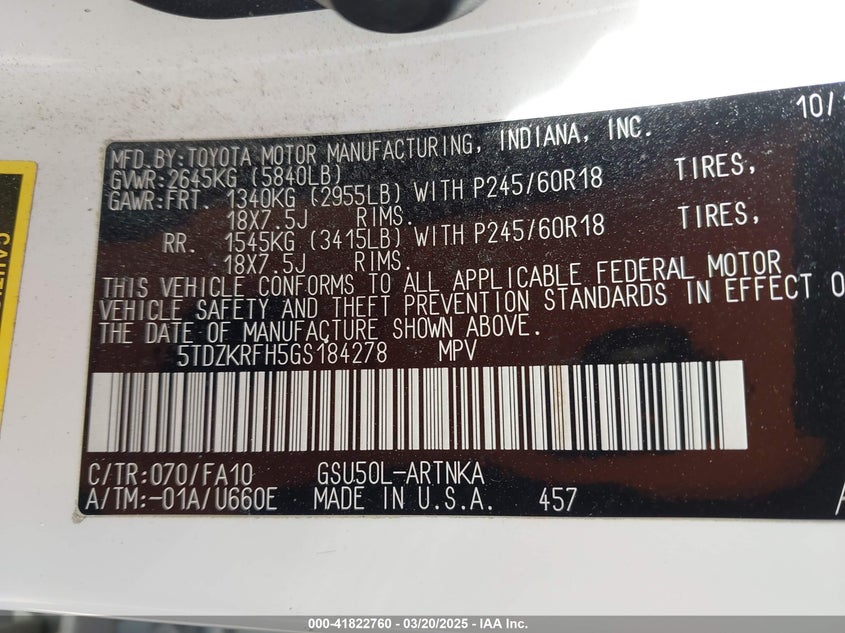 10/1
MFD.BY:TOYOTA MOTOR MANUFACTURING, INDIANA, INC.
GVWR:2645KG (5840LB)
GAWR:FRT. 1340KG (2955LB) WITH P245/60R18 TIRES,
18X7.5J RIMS.
RR. 1545KG (3415LB) WITH P245/60R18 TIRES,
18X7.5J RIMS.
THIS VEHICLE CONFORMS TO ALL APPLICABLE FEDERAL MOTOR
VEHICLE SAFETY AND THEFT PREVENTION STANDARDS IN EFFECT O
THE DATE OF MANUFACTURE SHOWN ABOVE.
5TDZKRFH5GS184278 MPV
C/TR:070/FA10 GSU50L-ARTNKA
A/TM:-01A/U660E MADE IN U.S.A. 457
000-41822760 - 03/20/2025 - IAA Inc.